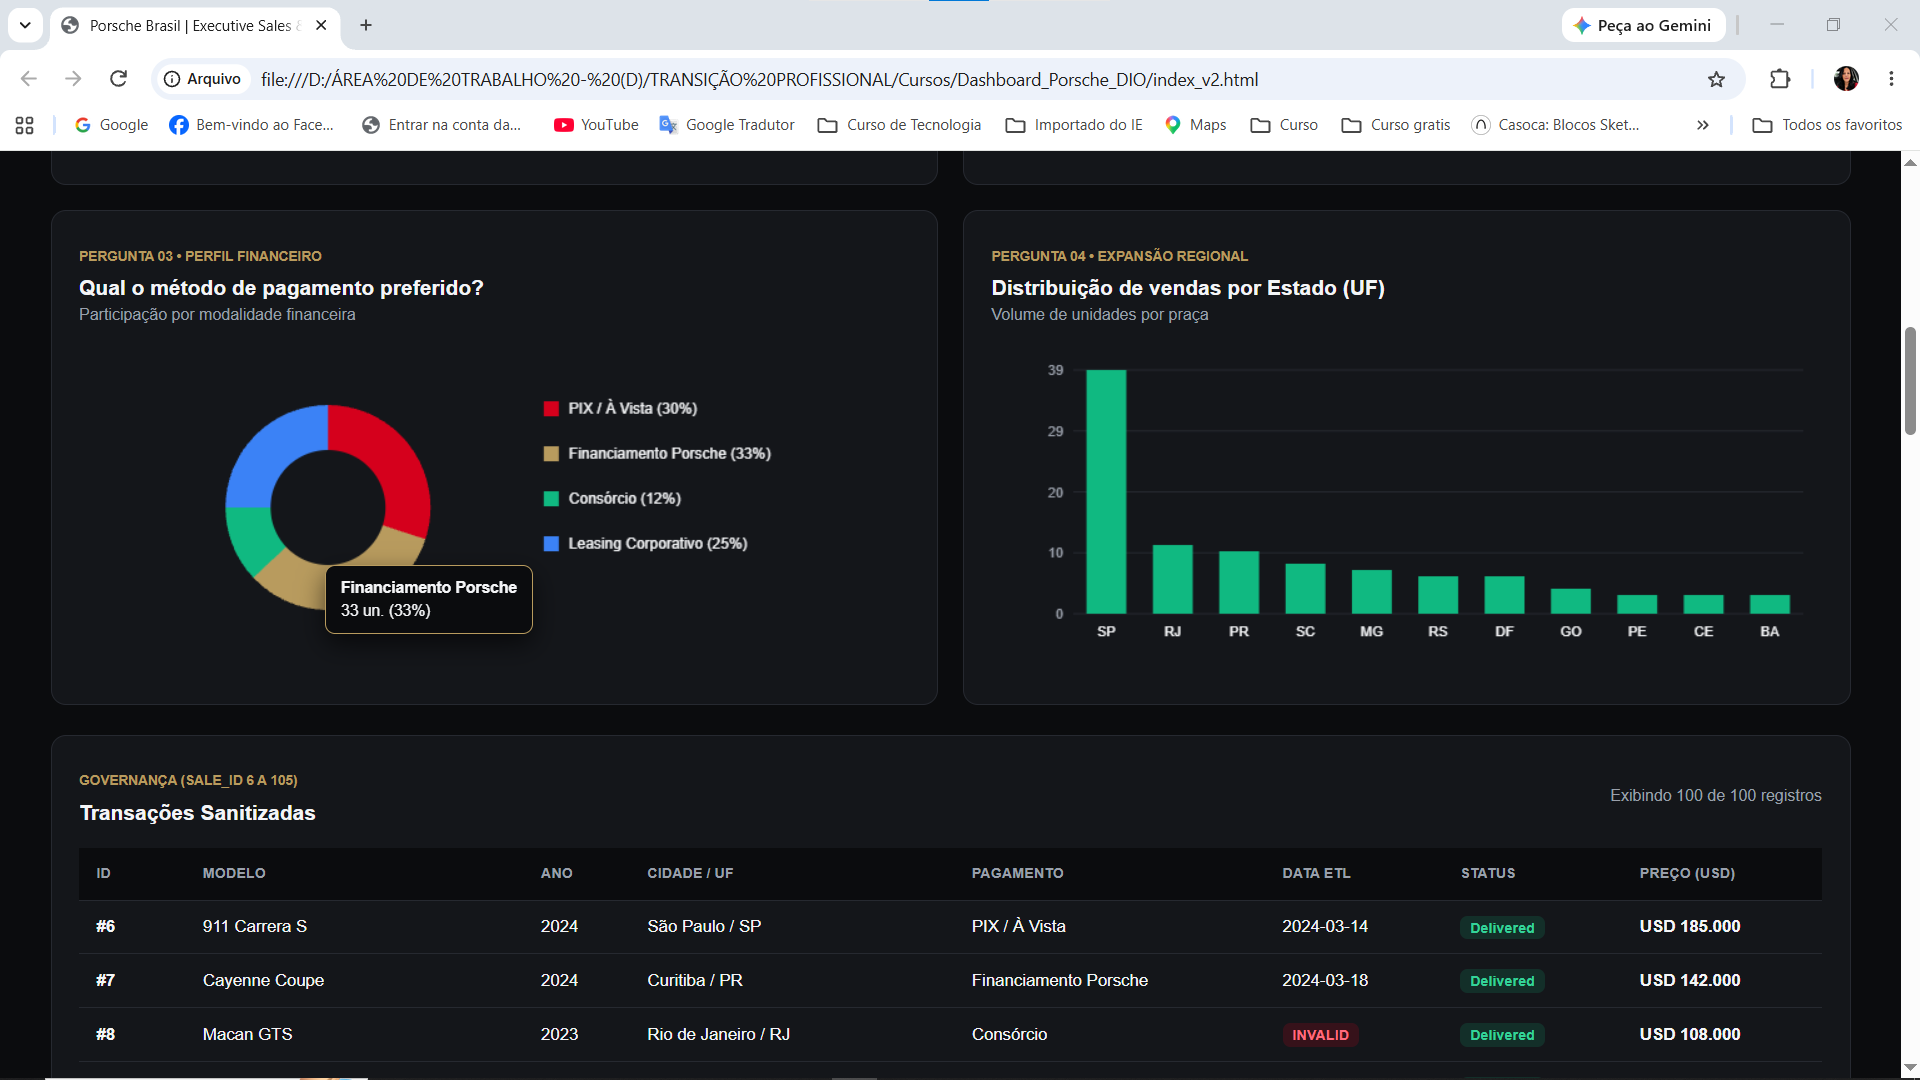 Porsche Brasil | Executive Sales &
Peça ao Gemini
Arquivo
file:///D:/ÁREA%20DE%20TRABALHO%20-%20(D)/TRANSIÇÃO%20PROFISSIONAL/Cursos/Dashboard_Porsche_DIO/index_v2.html
Google
Bem-vindo ao Face...
Entrar na conta da...
YouTube
Google Tradutor
Curso de Tecnologia
Importado do IE
Maps
Curso
Curso gratis
Casoca: Blocos Sket...
Todos os favoritos
PERGUNTA 03 • PERFIL FINANCEIRO
Qual o método de pagamento preferido?
Participação por modalidade financeira
PIX / À Vista (30%)
Financiamento Porsche (33%)
Consórcio (12%)
Leasing Corporativo (25%)
Financiamento Porsche
33 un. (33%)
PERGUNTA 04 • EXPANSÃO REGIONAL
Distribuição de vendas por Estado (UF)
Volume de unidades por praça
39
29
20
10
0
SP RJ PR SC MG RS DF GO PE CE BA
GOVERNANÇA (SALE_ID 6 A 105)
Transações Sanitizadas
Exibindo 100 de 100 registros
ID MODELO ANO CIDADE / UF PAGAMENTO DATA ETL STATUS PREÇO (USD)
#6 911 Carrera S 2024 São Paulo / SP PIX / À Vista 2024-03-14 Delivered USD 185.000
#7 Cayenne Coupe 2024 Curitiba / PR Financiamento Porsche 2024-03-18 Delivered USD 142.000
#8 Macan GTS 2023 Rio de Janeiro / RJ Consórcio INVALID Delivered USD 108.000